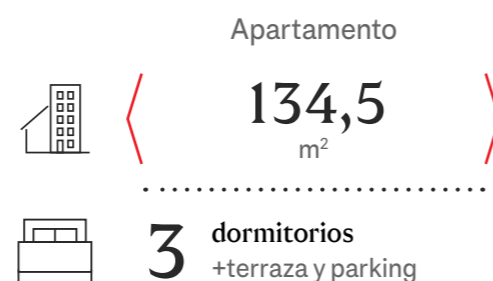 Apartamento
134,5
m²
3 dormitorios
+terraza y parking